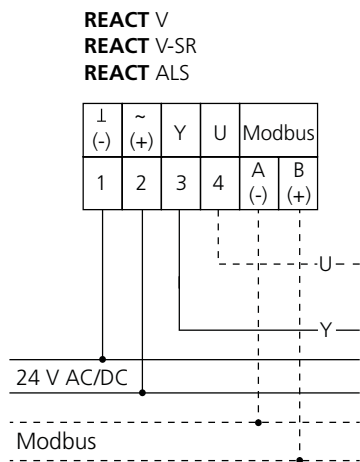 REACT V
REACT V-SR
REACT ALS
⊥ ~ Y U Modbus
(-) (+)
1 2 3 4 A B
(-) (+)
U
Y
24 V AC/DC
Modbus